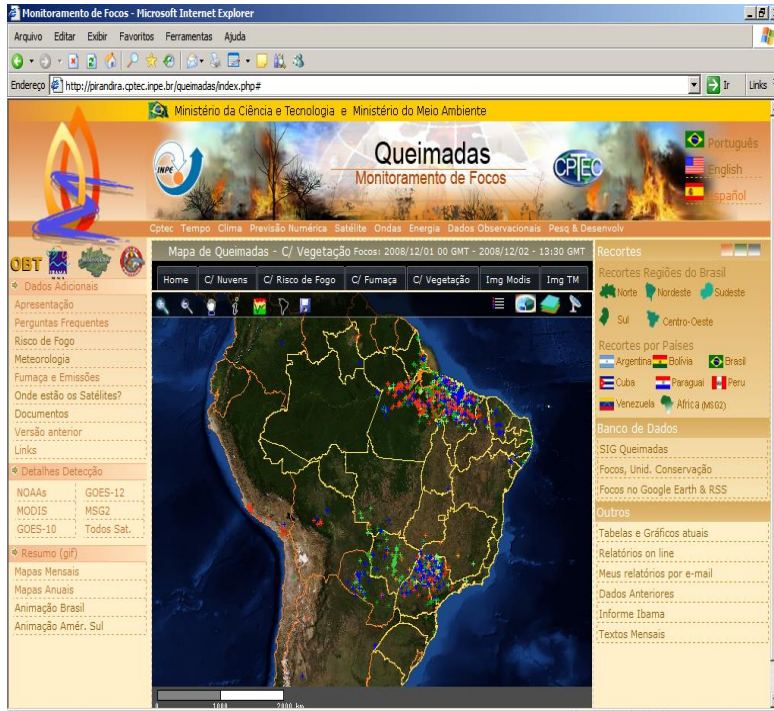 Monitoramento de Focos - Microsoft Internet Explorer
Arquivo Editar Exibir Favoritos Ferramentas Ajuda
Endereço http://pirandira.cptec.inpe.br/queimadas/index.php# Ir Links
Ministério da Ciência e Tecnologia e Ministério do Meio Ambiente
INPE
Queimadas
Monitoramento de Focos
CPTEC
Português
English
Español
Cptec Tempo Clima Previsão Numérica Satélite Ondas Energia Dados Observacionais Pesq & Desenvolv
OBT
IBAMA
Dados Adicionais
Apresentação
Perguntas Frequentes
Risco de Fogo
Meteorologia
Fumaça e Emissões
Onde estão os Satélites?
Documentos
Versão anterior
Links
Detalhes Detecção
NOAAs GOES-12
MODIS MSG2
GOES-10 Todos Sat.
Resumo (gif)
Mapas Mensais
Mapas Anuais
Animação Brasil
Animação Amér. Sul
Mapa de Queimadas - C/ Vegetação Focos: 2008/12/01 00 GMT - 2008/12/02 - 13:30 GMT
Home C/ Nuvens C/ Risco de Fogo C/ Fumaça C/ Vegetação Img Modis Img TM
0 1000 2000 km
Recortes
Recortes Regiões do Brasil
Norte Nordeste Sudeste
Sul Centro-Oeste
Recortes por Países
Argentina Bolívia Brasil
Cuba Paraguai Peru
Venezuela Africa (MSG2)
Banco de Dados
SIG Queimadas
Focos, Unid. Conservação
Focos no Google Earth & RSS
Outros
Tabelas e Gráficos atuais
Relatórios on line
Meus relatórios por e-mail
Dados Anteriores
Informe Ibama
Textos Mensais